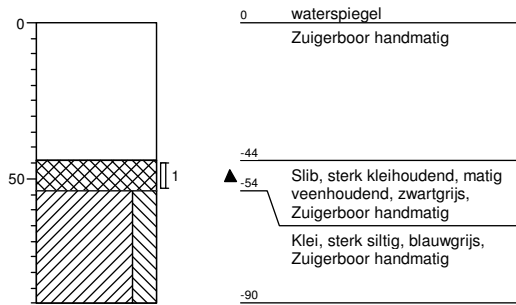 0
50
1
0
waterspiegel
Zuigerboor handmatig
-44
Slib, sterk kleihoudend, matig
veenhoudend, zwartgrijs,
Zuigerboor handmatig
-54
Klei, sterk siltig, blauwgrijs,
Zuigerboor handmatig
-90